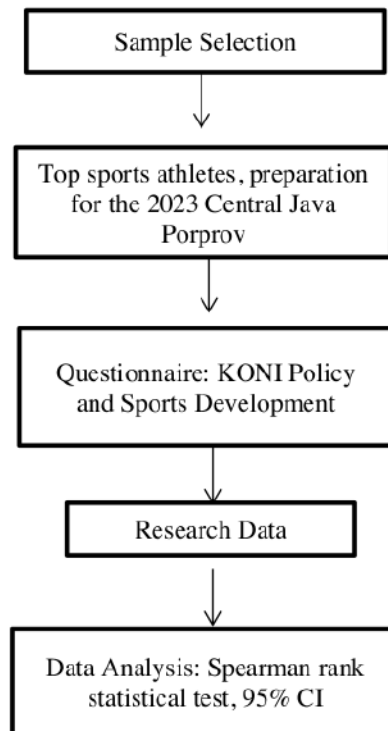 Sample Selection
Top sports athletes, preparation
for the 2023 Central Java
Porprov
Questionnaire: KONI Policy
and Sports Development
Research Data
Data Analysis: Spearman rank
statistical test, 95% CI